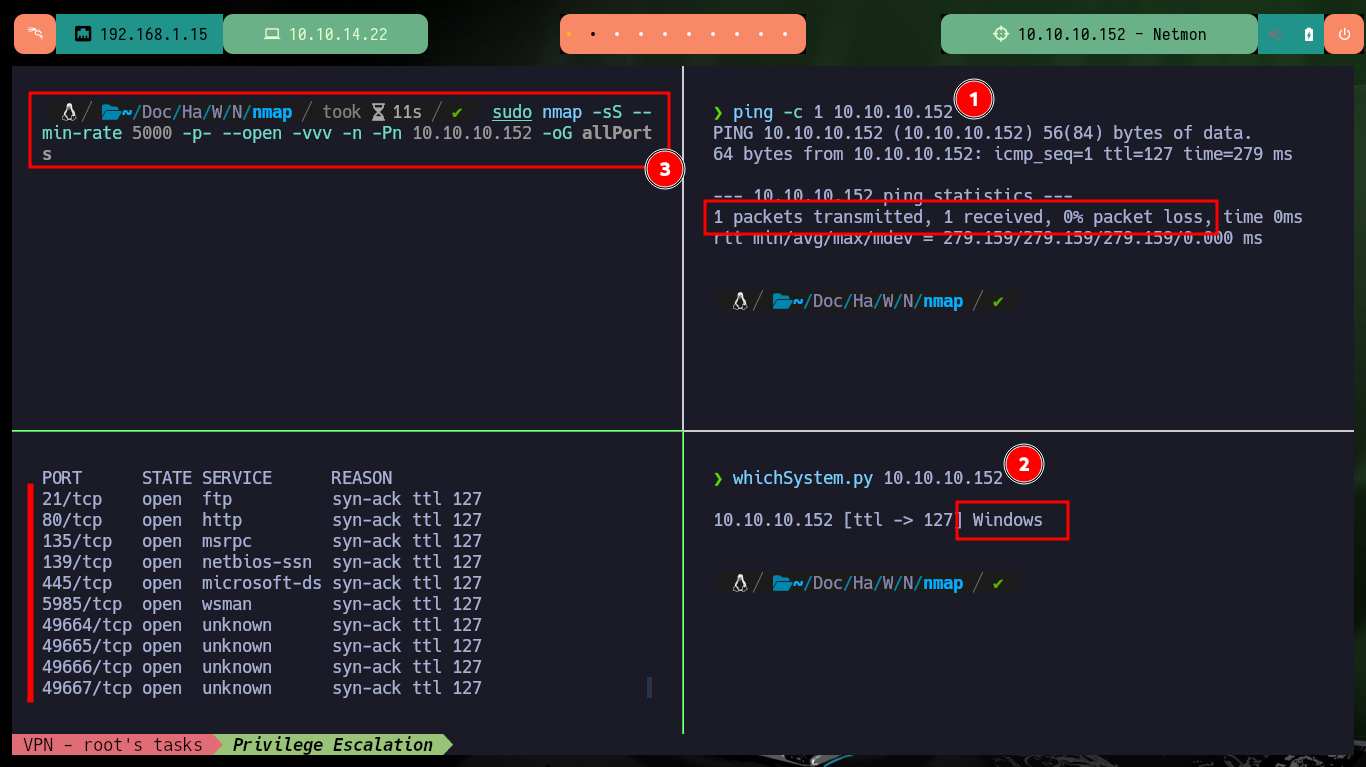 192.168.1.15
10.10.14.22
10.10.10.152 - Netmon
/ ~/Doc/Ha/W/N/nmap / took 11s / ✔ sudo nmap -sS --
min-rate 5000 -p- --open -vvv -n -Pn 10.10.10.152 -oG allPort
s
3
❯ ping -c 1 10.10.10.152
1
PING 10.10.10.152 (10.10.10.152) 56(84) bytes of data.
64 bytes from 10.10.10.152: icmp_seq=1 ttl=127 time=279 ms
--- 10.10.10.152 ping statistics ---
1 packets transmitted, 1 received, 0% packet loss, time 0ms
rtt min/avg/max/mdev = 279.159/279.159/279.159/0.000 ms
/ ~/Doc/Ha/W/N/nmap / ✔
PORT STATE SERVICE REASON
21/tcp open ftp syn-ack ttl 127
80/tcp open http syn-ack ttl 127
135/tcp open msrpc syn-ack ttl 127
139/tcp open netbios-ssn syn-ack ttl 127
445/tcp open microsoft-ds syn-ack ttl 127
5985/tcp open wsman syn-ack ttl 127
49664/tcp open unknown syn-ack ttl 127
49665/tcp open unknown syn-ack ttl 127
49666/tcp open unknown syn-ack ttl 127
49667/tcp open unknown syn-ack ttl 127
❯ whichSystem.py 10.10.10.152
2
10.10.10.152 [ttl -> 127] Windows
/ ~/Doc/Ha/W/N/nmap / ✔
VPN - root's tasks Privilege Escalation